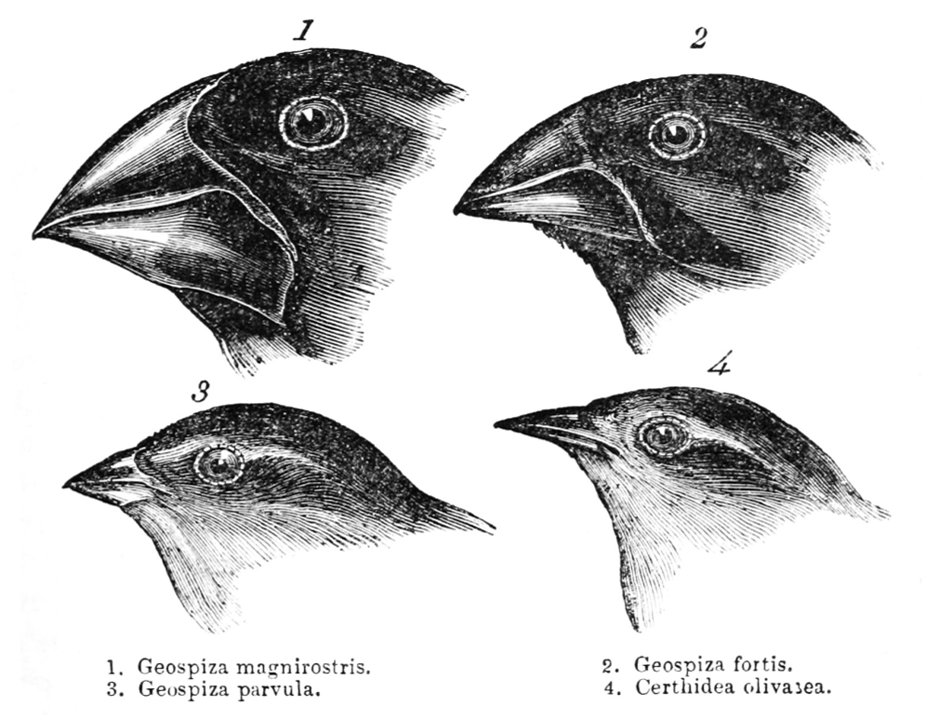 1
2
3
4
1. Geospiza magnirostris.
2. Geospiza fortis.
3. Geospiza parvula.
4. Certhidea olivasea.